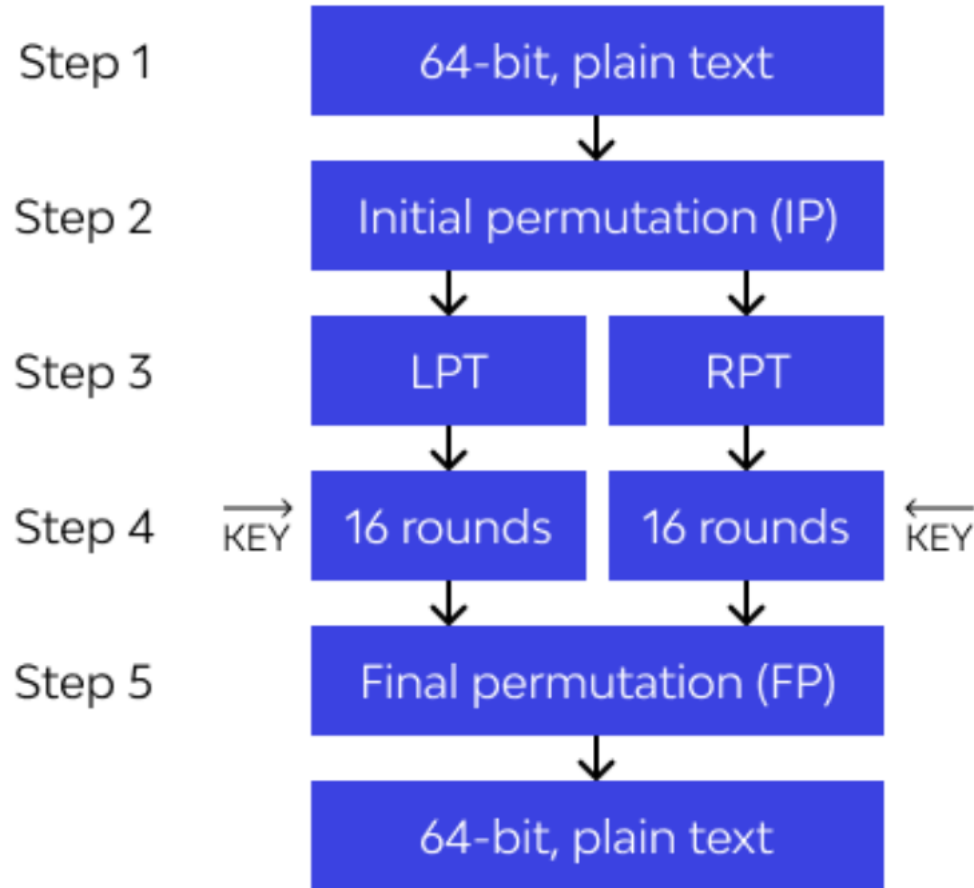 Step 1
64-bit, plain text
Step 2
Initial permutation (IP)
Step 3
LPT
RPT
Step 4
KEY
16 rounds
16 rounds
KEY
Step 5
Final permutation (FP)
64-bit, plain text